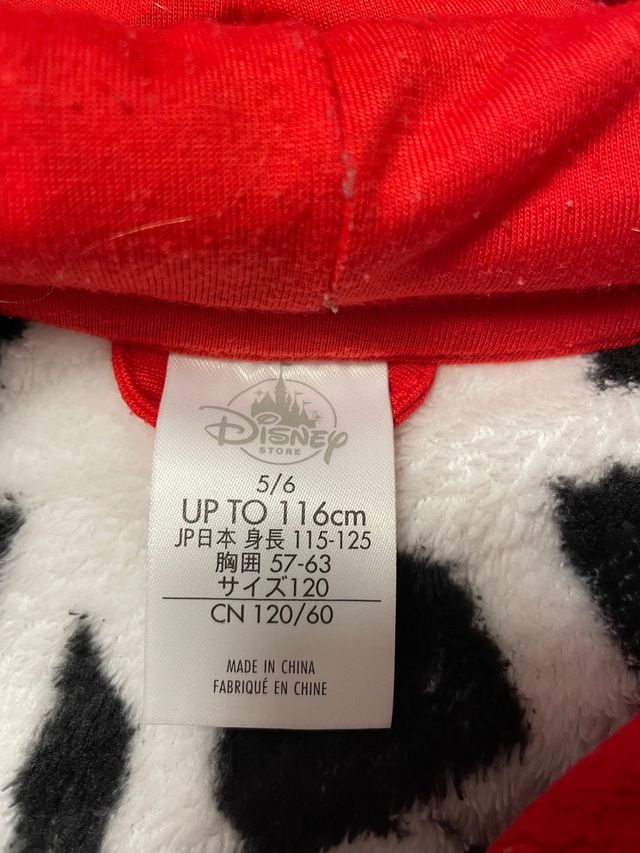 Disney
STORE
5/6
UP TO 116cm
JP日本 身長 115-125
胸囲 57-63
サイズ120
CN 120/60
MADE IN CHINA
FABRIQUÉ EN CHINE